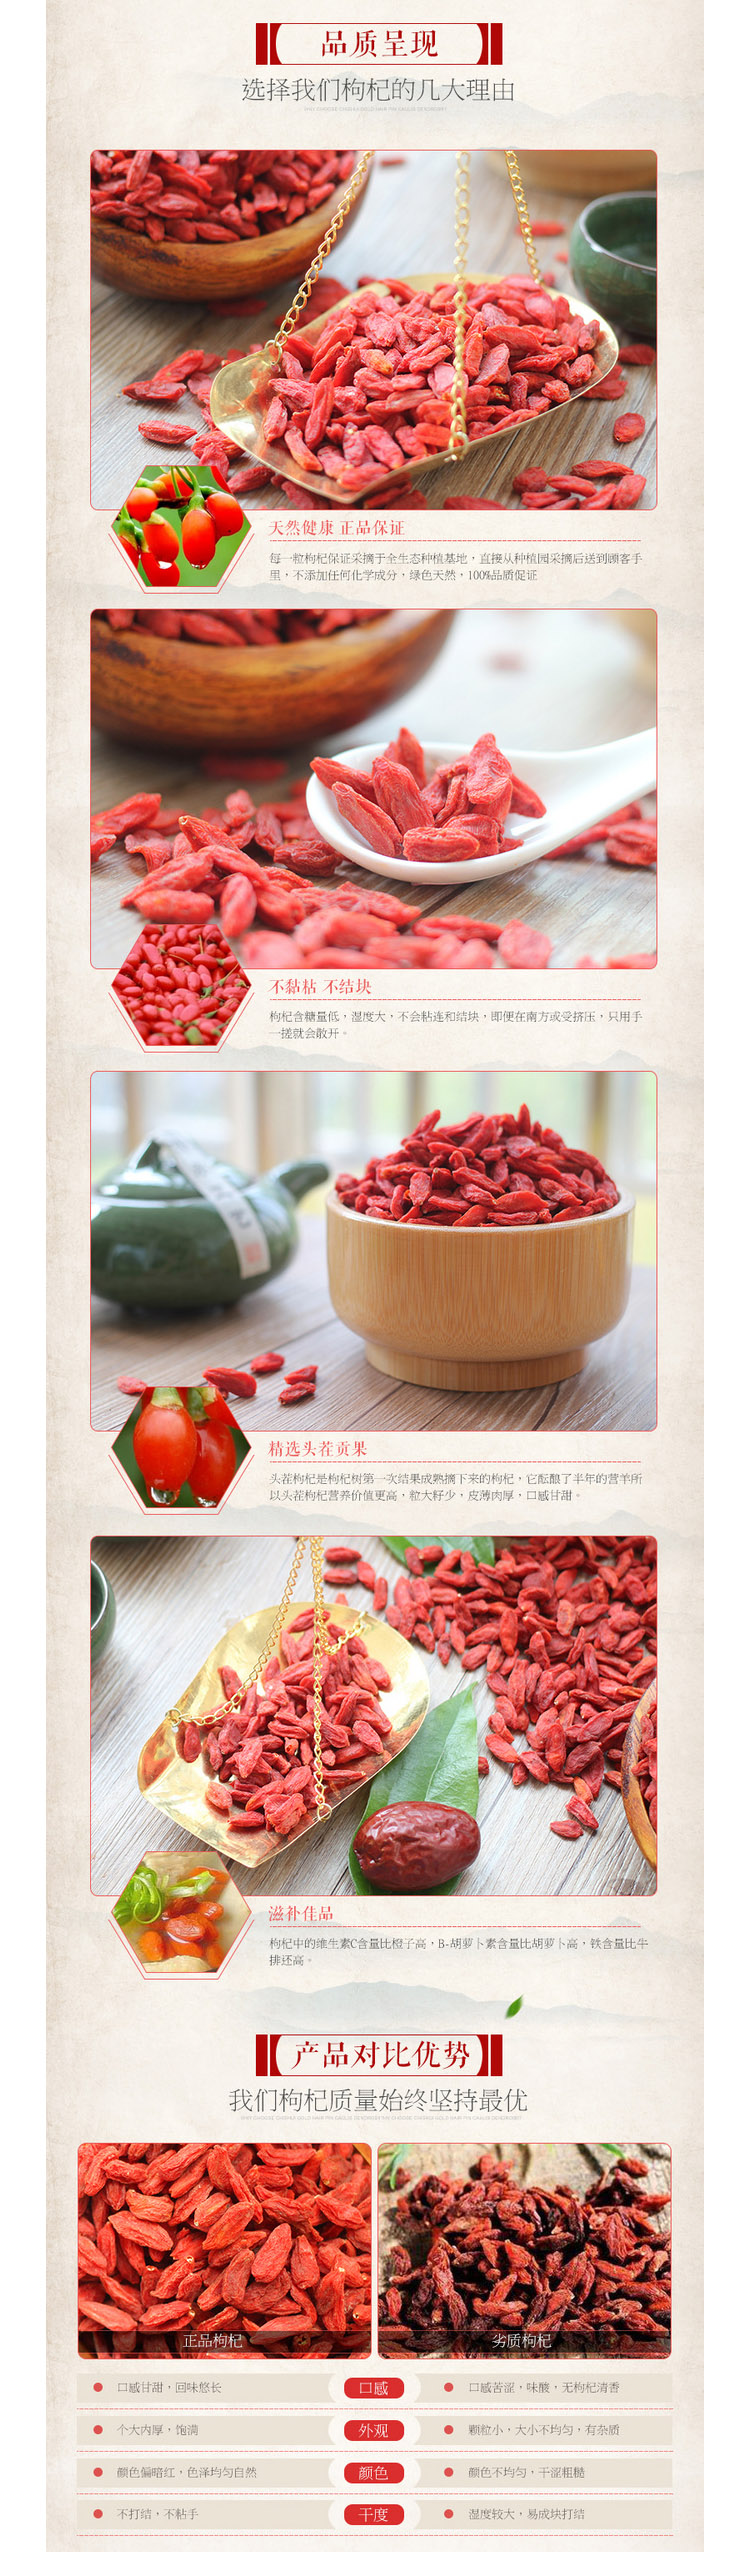 品质呈现
选择我们枸杞的几大理由
天然健康 正品保证
每一粒枸杞保证采摘于全生态种植基地，直接从种植园采摘后送到顾客手
里，不添加任何化学成分，绿色天然，100%品质促证
不黏粘 不结块
枸杞含糖量低，湿度大，不会粘连和结块，即便在南方或受挤压，只用手
一搓就会散开。
精选头茬贡果
头茬枸杞是枸杞树第一次结果成熟摘下来的枸杞，它酝酿了半年的营养所
以头茬枸杞营养价值更高，粒大籽少，皮薄肉厚，口感甘甜。
滋补佳品
枸杞中的维生素C含量比橙子高，B-胡萝卜素含量比胡萝卜高，铁含量比牛
排还高。
产品对比优势
我们枸杞质量始终坚持最优
正品枸杞 劣质枸杞
口感甘甜，回味悠长 口感 口感苦涩，味酸，无枸杞清香
个大内厚，饱满 外观 颗粒小，大小不均匀，有杂质
颜色偏暗红，色泽均匀自然 颜色 颜色不均匀，干涩粗糙
不打结，不粘手 干度 湿度较大，易成块打结